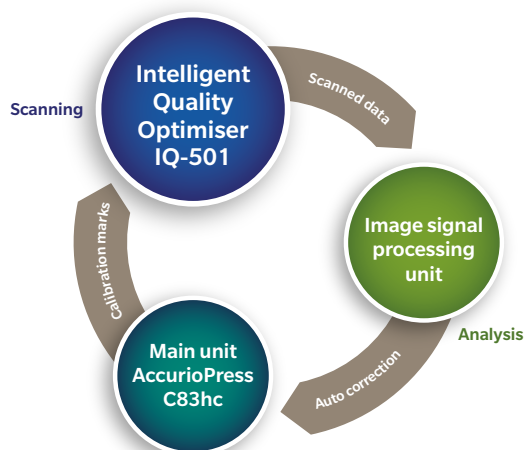 Intelligent
Quality
Optimiser
IQ-501
Scanning
Scanned data
Image signal
processing
unit
Analysis
Auto correction
Main unit
AccurioPress
C83hc
Calibration marks